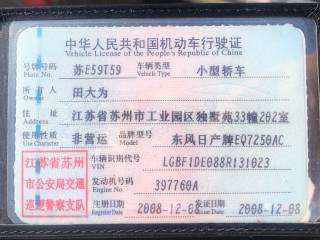 中华人民共和国机动车行驶证
Vehicle License of the People's Republic of China
号牌号码 苏E59T59 车辆类型 小型轿车
Plate No. Vehicle Type
所有人 田大为
Owner
住址 江苏省苏州市工业园区独墅苑33幢202室
Address
使用性质 非营运 品牌型号 东风日产牌EQ7250AC
Use Character Model
江苏省苏州
市公安局交通
巡逻警察支队
车辆识别代号 LGBF1DE088R131023
VIN
发动机号码 397760A
Engine No.
注册日期 2008-12-08 发证日期 2008-12-08
Register Date Issue Date